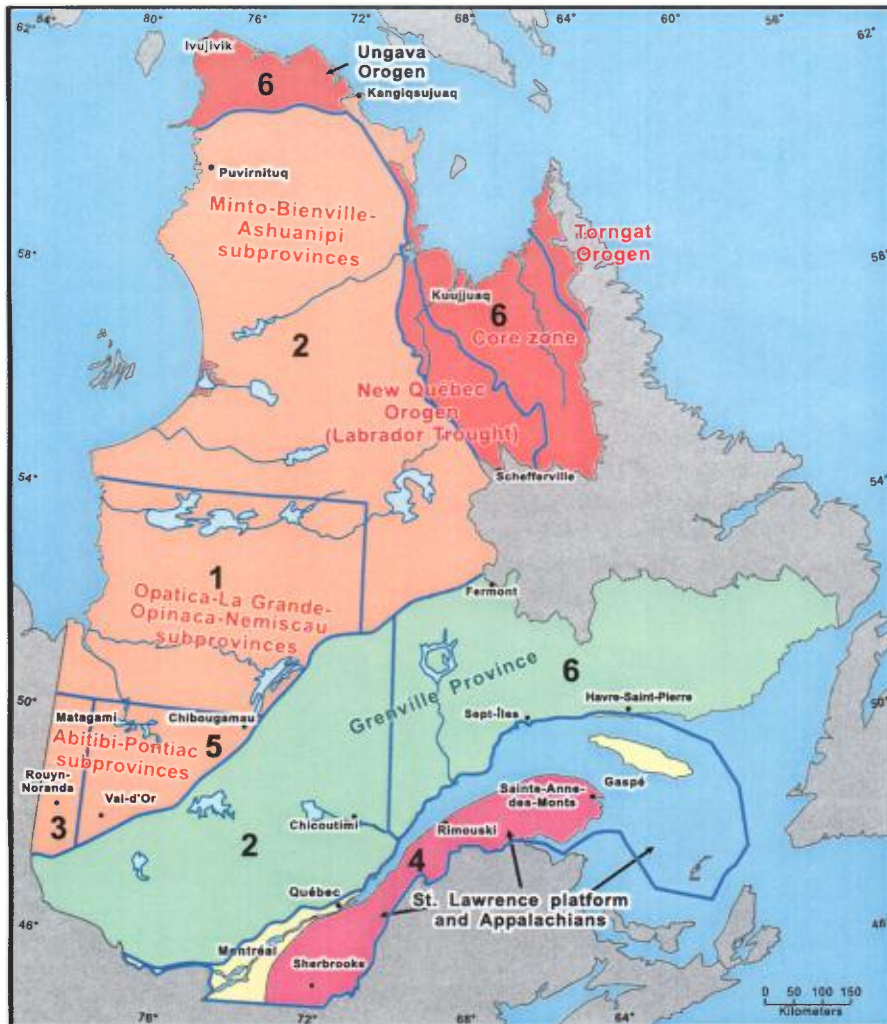 84° 80° 76° 72° 68° 64° 60° 56°
62° 62°
Ivujivik
Ungava
Orogen
6
Kangiqsujuaq
Puvirnituq
Minto-Bienville-
Ashuanipi
subprovinces
Torngat
Orogen
58° 58°
Kuujjuaq
6
Core zone
2
New Québec
Orogen
(Labrador Trought)
Schefferville
54° 54°
1
Opatica-La Grande-
Opinaca-Nemiscau
subprovinces
Fermont
6
Grenville Province
50° 50°
Havre-Saint-Pierre
Sept-Îles
Matagami
Chibougamau
5
Abitibi-Pontiac
subprovinces
Rouyn-
Noranda
Val-d'Or
3
Chicoutimi
2
Sainte-Anne-
des-Monts
Gaspé
Rimouski
4
Québec
St. Lawrence platform
and Appalachians
46° 46°
Montréal
Sherbrooke
0 50 100 150
Kilometers
76° 72° 68° 64°